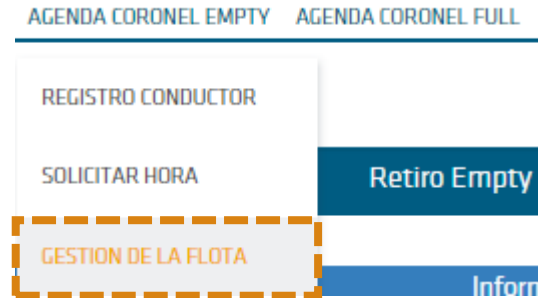 AGENDA CORONEL EMPTY AGENDA CORONEL FULL
REGISTRO CONDUCTOR
SOLICITAR HORA
Retiro Empty
GESTION DE LA FLOTA